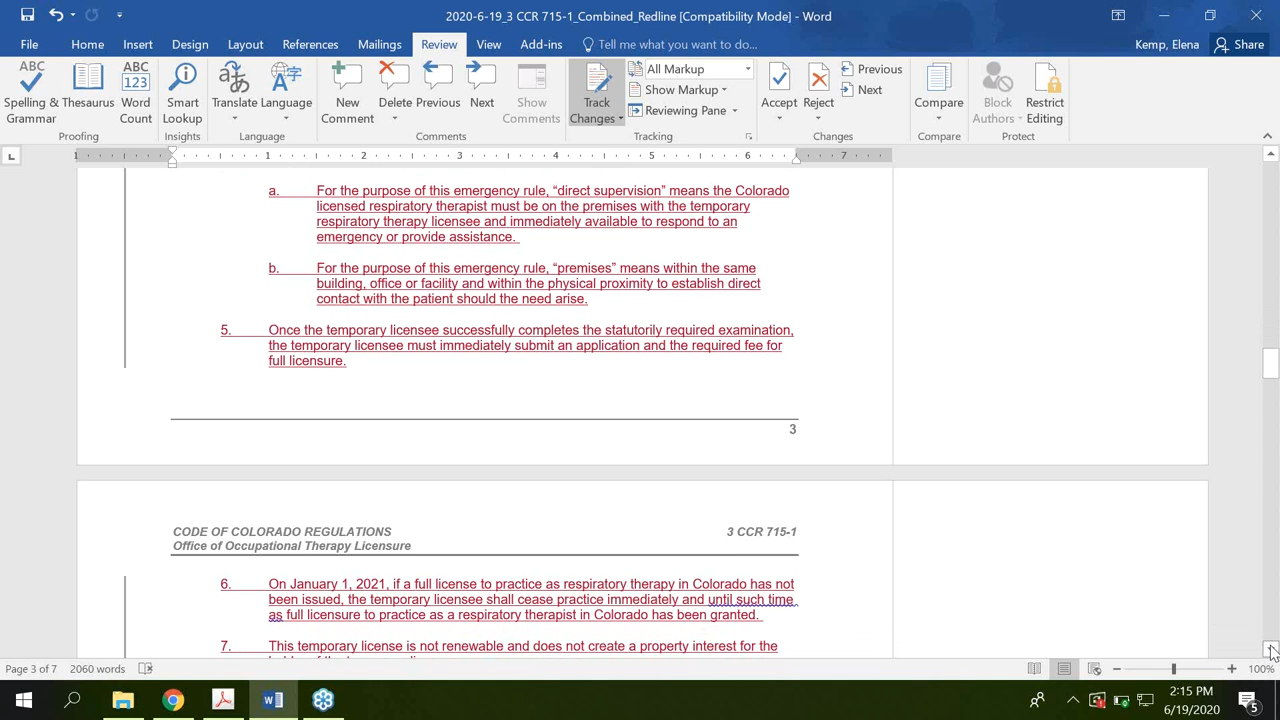 2020-6-19_3 CCR 715-1_Combined_Redline [Compatibility Mode] - Word
File Home Insert Design Layout References Mailings Review View Add-ins Tell me what you want to do... Kemp, Elena Share
Spelling & Grammar
Thesaurus
Word Count
Smart Lookup
Translate
Language
New Comment
Delete
Previous
Next
Show Comments
Track Changes
All Markup
Show Markup
Reviewing Pane
Accept
Reject
Previous
Next
Compare
Block Authors
Restrict Editing
Proofing Insights Language Comments Tracking Changes Compare Protect
1 1 2 3 4 5 6 7
a. For the purpose of this emergency rule, “direct supervision” means the Colorado
licensed respiratory therapist must be on the premises with the temporary
respiratory therapy licensee and immediately available to respond to an
emergency or provide assistance.
b. For the purpose of this emergency rule, “premises” means within the same
building, office or facility and within the physical proximity to establish direct
contact with the patient should the need arise.
5. Once the temporary licensee successfully completes the statutorily required examination,
the temporary licensee must immediately submit an application and the required fee for
full licensure.
3
CODE OF COLORADO REGULATIONS 3 CCR 715-1
Office of Occupational Therapy Licensure
6. On January 1, 2021, if a full license to practice as respiratory therapy in Colorado has not
been issued, the temporary licensee shall cease practice immediately and until such time
as full licensure to practice as a respiratory therapist in Colorado has been granted.
7. This temporary license is not renewable and does not create a property interest for the
Page 3 of 7 2060 words 100%
2:15 PM
6/19/2020
5